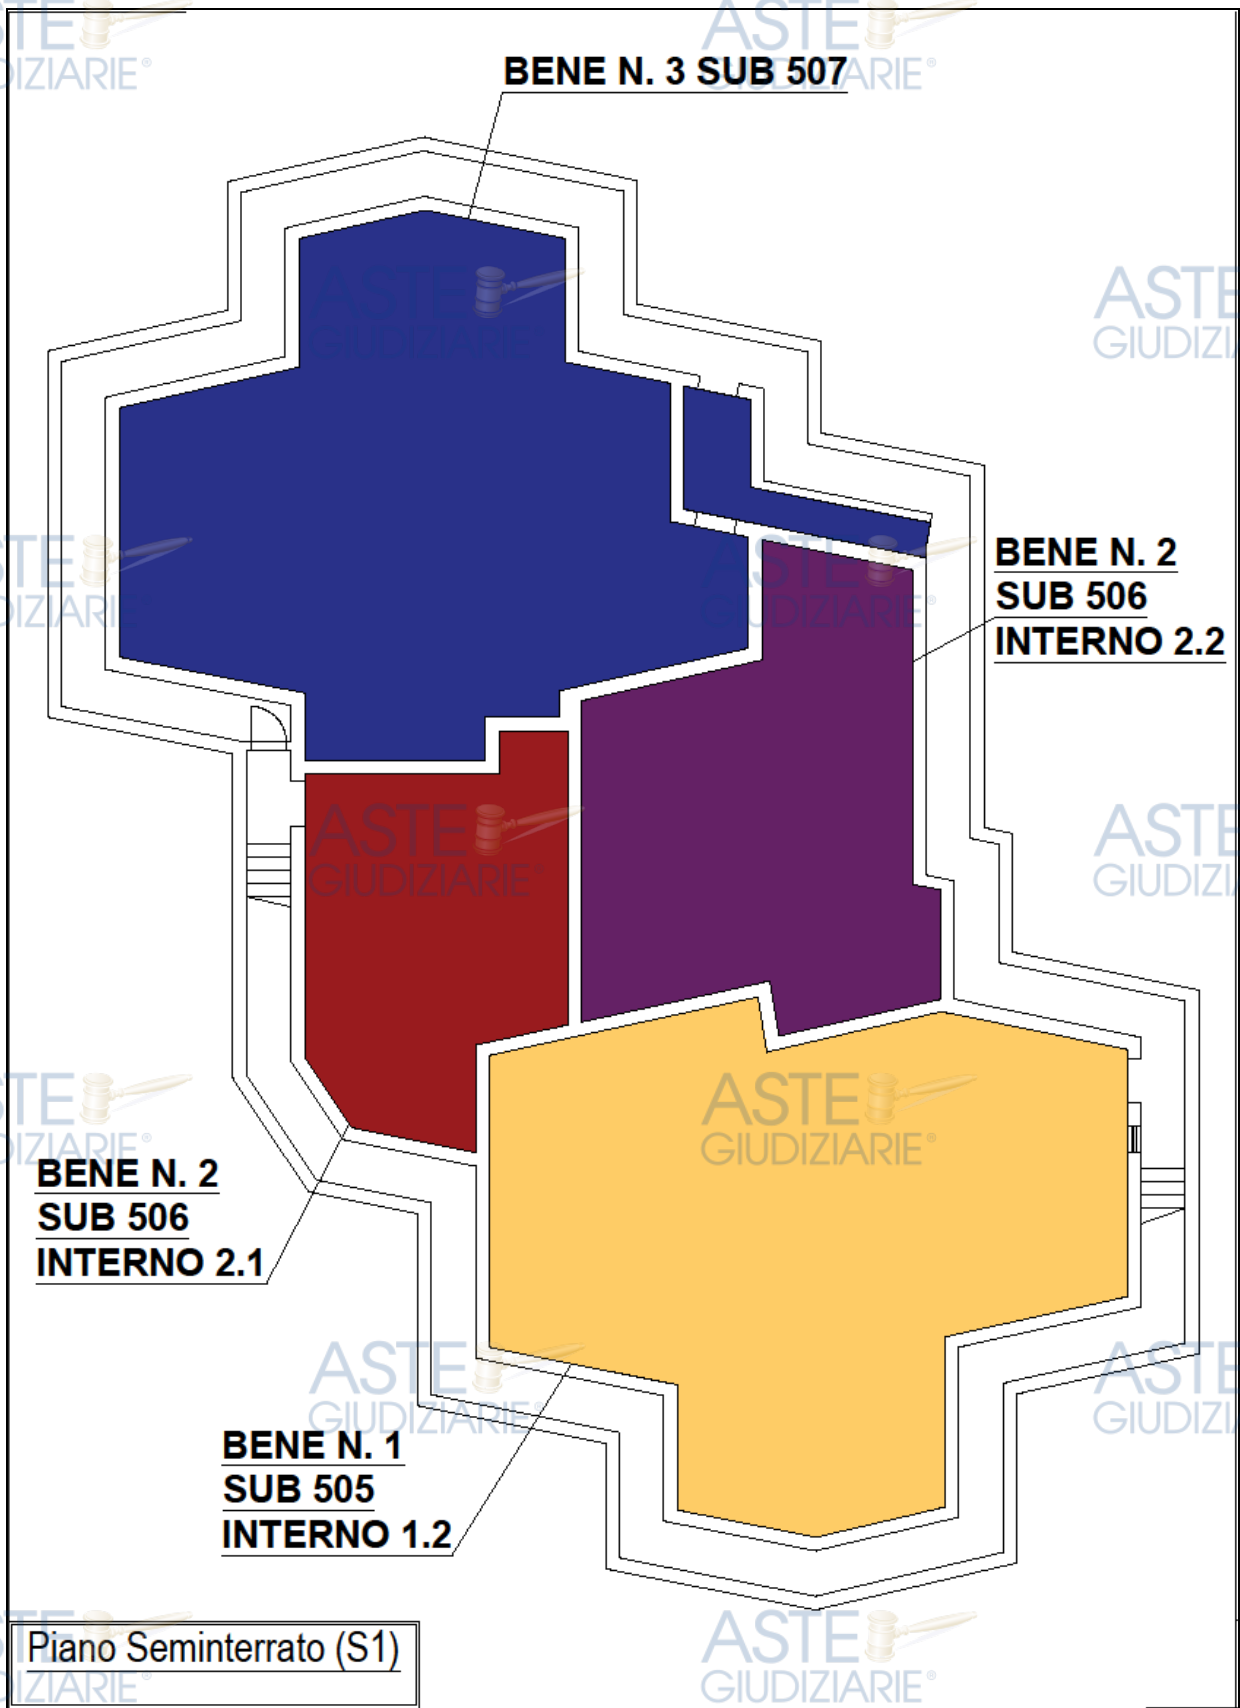 BENE N. 3 SUB 507
BENE N. 2
SUB 506
INTERNO 2.2
BENE N. 2
SUB 506
INTERNO 2.1
BENE N. 1
SUB 505
INTERNO 1.2
Piano Seminterrato (S1)
ASTE
GIUDIZIARIE®